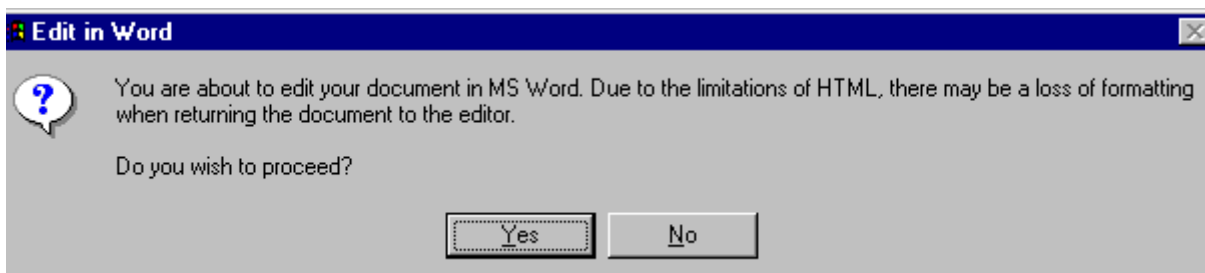 Edit in Word
You are about to edit your document in MS Word. Due to the limitations of HTML, there may be a loss of formatting
when returning the document to the editor.
Do you wish to proceed?
Yes
No